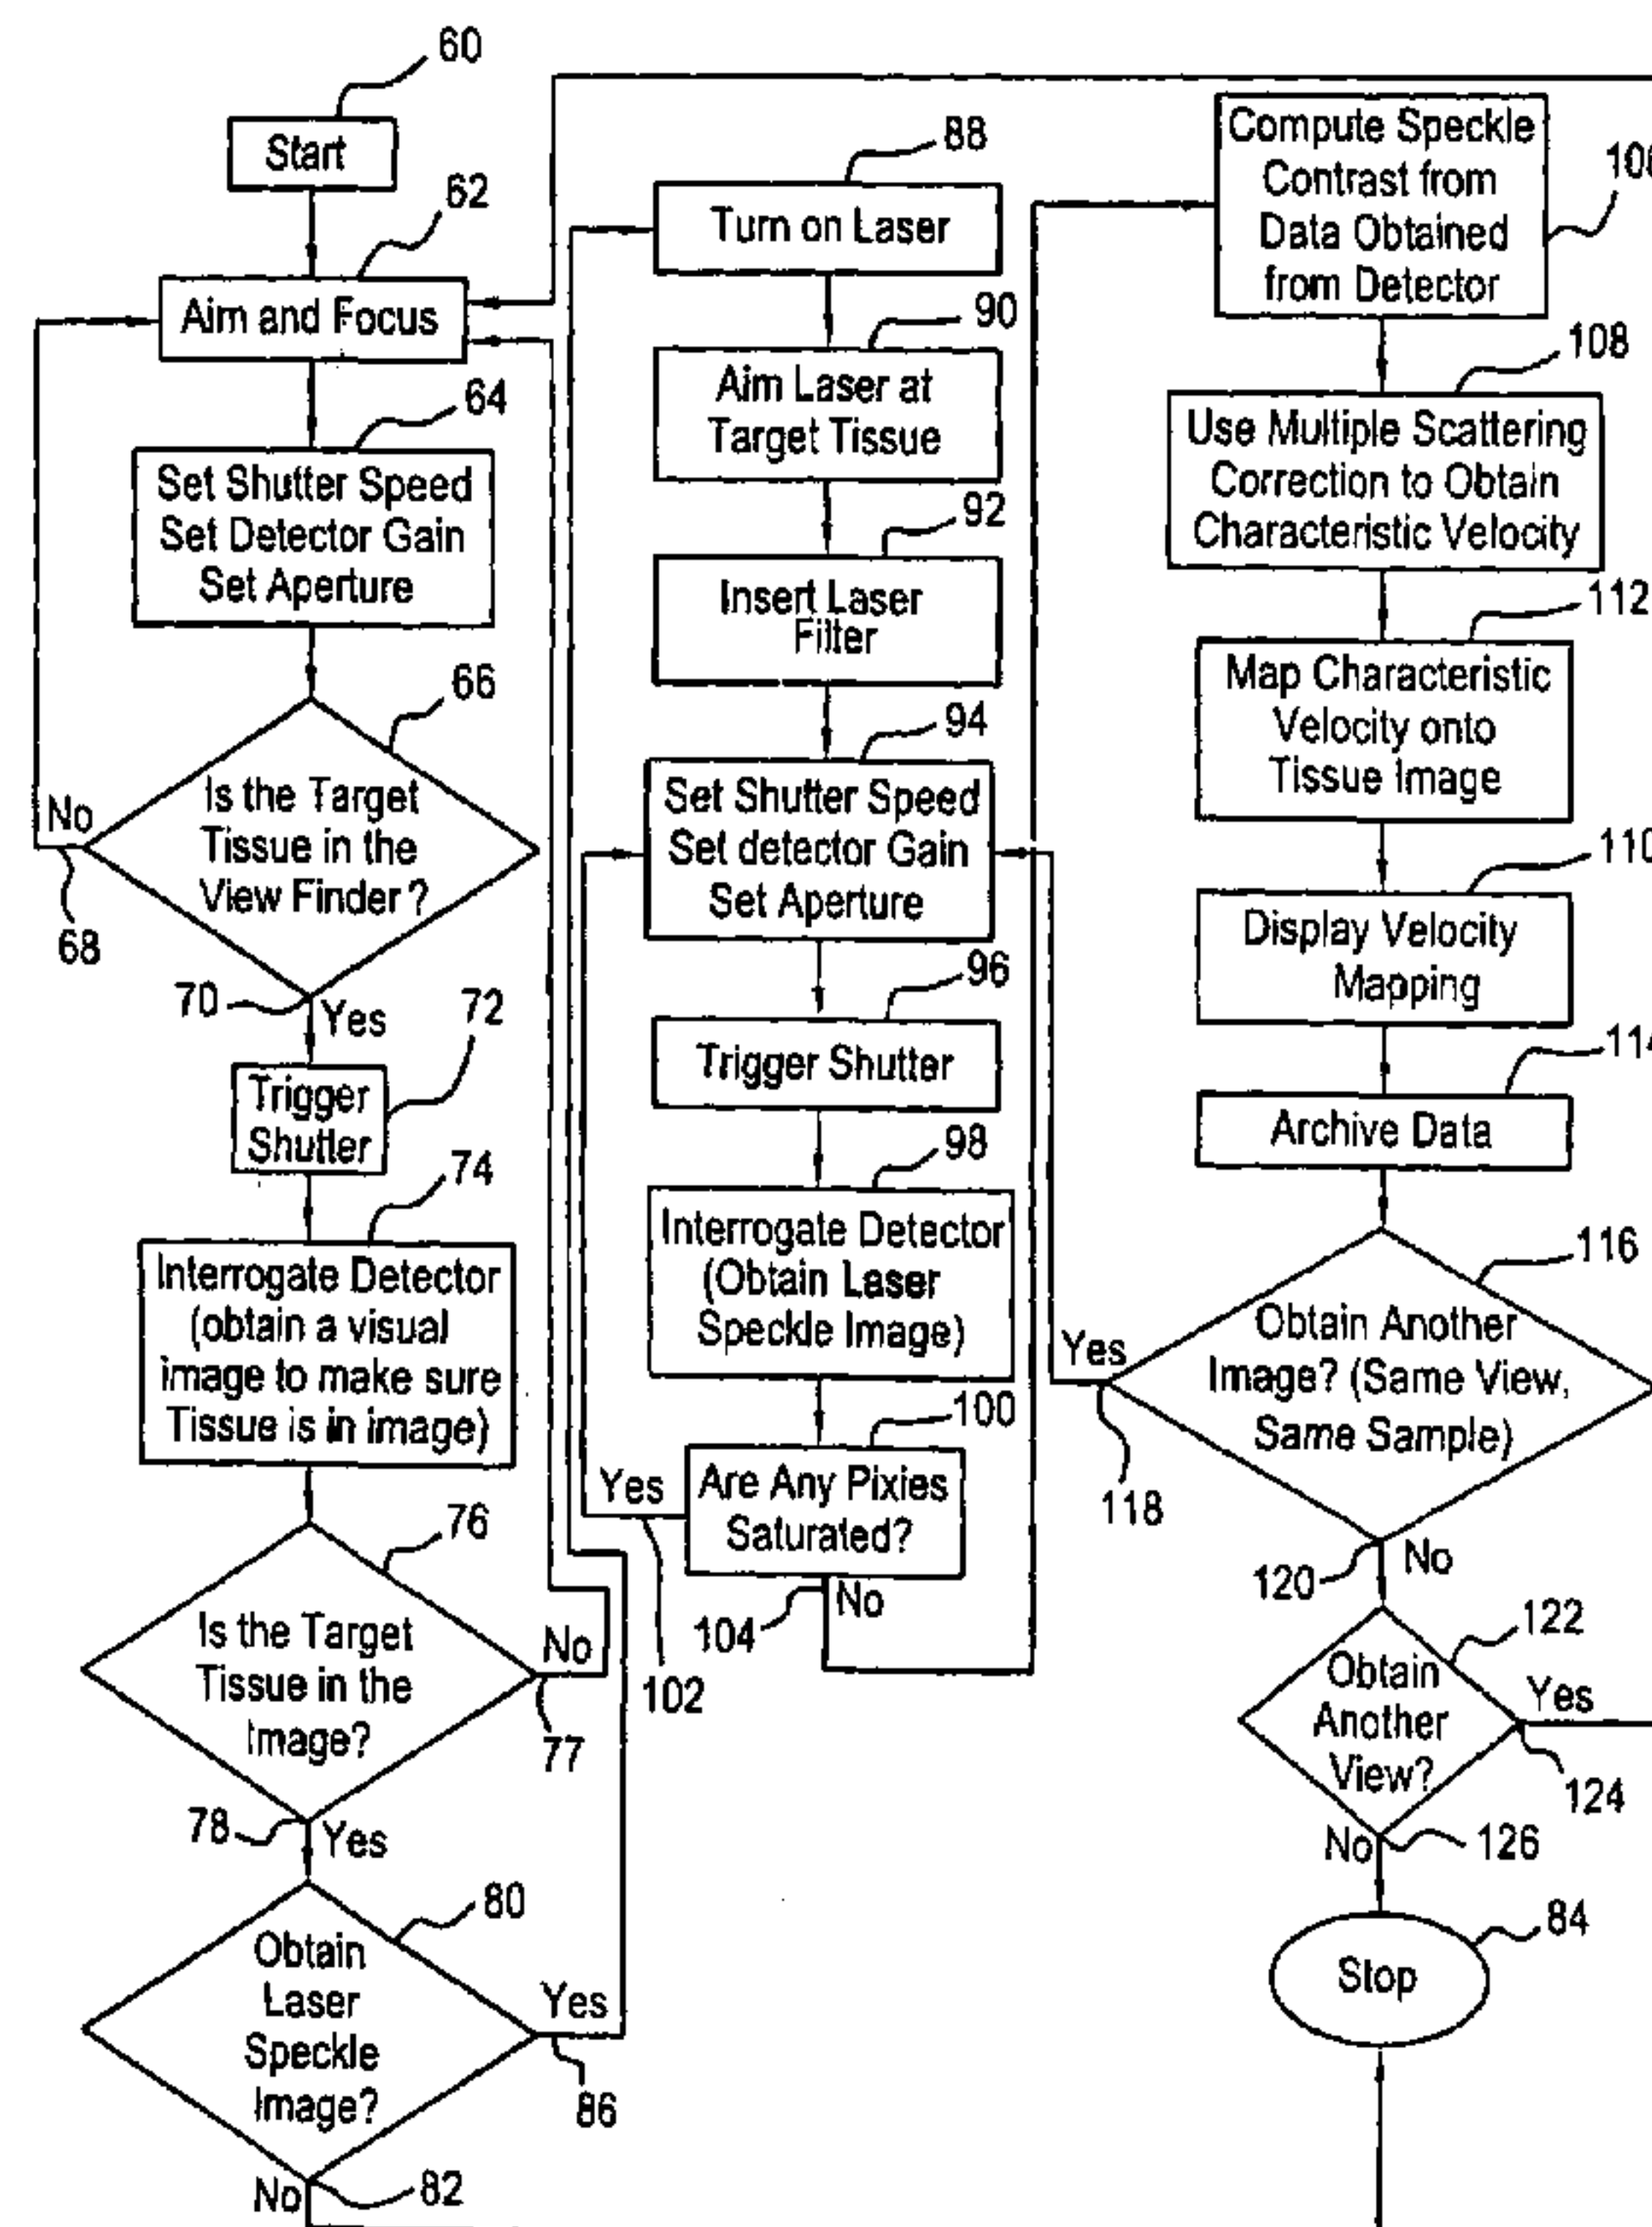 60
Start
62
Aim and Focus
64
Set Shutter Speed
Set Detector Gain
Set Aperture
66
Is the Target
Tissue in the
View Finder?
No
68
70
Yes
72
Trigger
Shutter
74
Interrogate Detector
(obtain a visual
image to make sure
Tissue is in image)
76
Is the Target
Tissue in the
Image?
No
77
78
Yes
80
Obtain
Laser
Speckle
Image?
Yes
86
No
82
88
Turn on Laser
90
Aim Laser at
Target Tissue
92
Insert Laser
Filter
94
Set Shutter Speed
Set detector Gain
Set Aperture
96
Trigger Shutter
98
Interrogate Detector
(Obtain Laser
Speckle Image)
100
Are Any Pixies
Saturated?
Yes
102
104
No
Compute Speckle
Contrast from
Data Obtained
from Detector
108
Use Multiple Scattering
Correction to Obtain
Characteristic Velocity
112
Map Characteristic
Velocity onto
Tissue Image
110
Display Velocity
Mapping
114
Archive Data
116
Obtain Another
Image? (Same View,
Same Sample)
Yes
118
120
No
122
Obtain
Another
View?
Yes
124
No
126
84
Stop